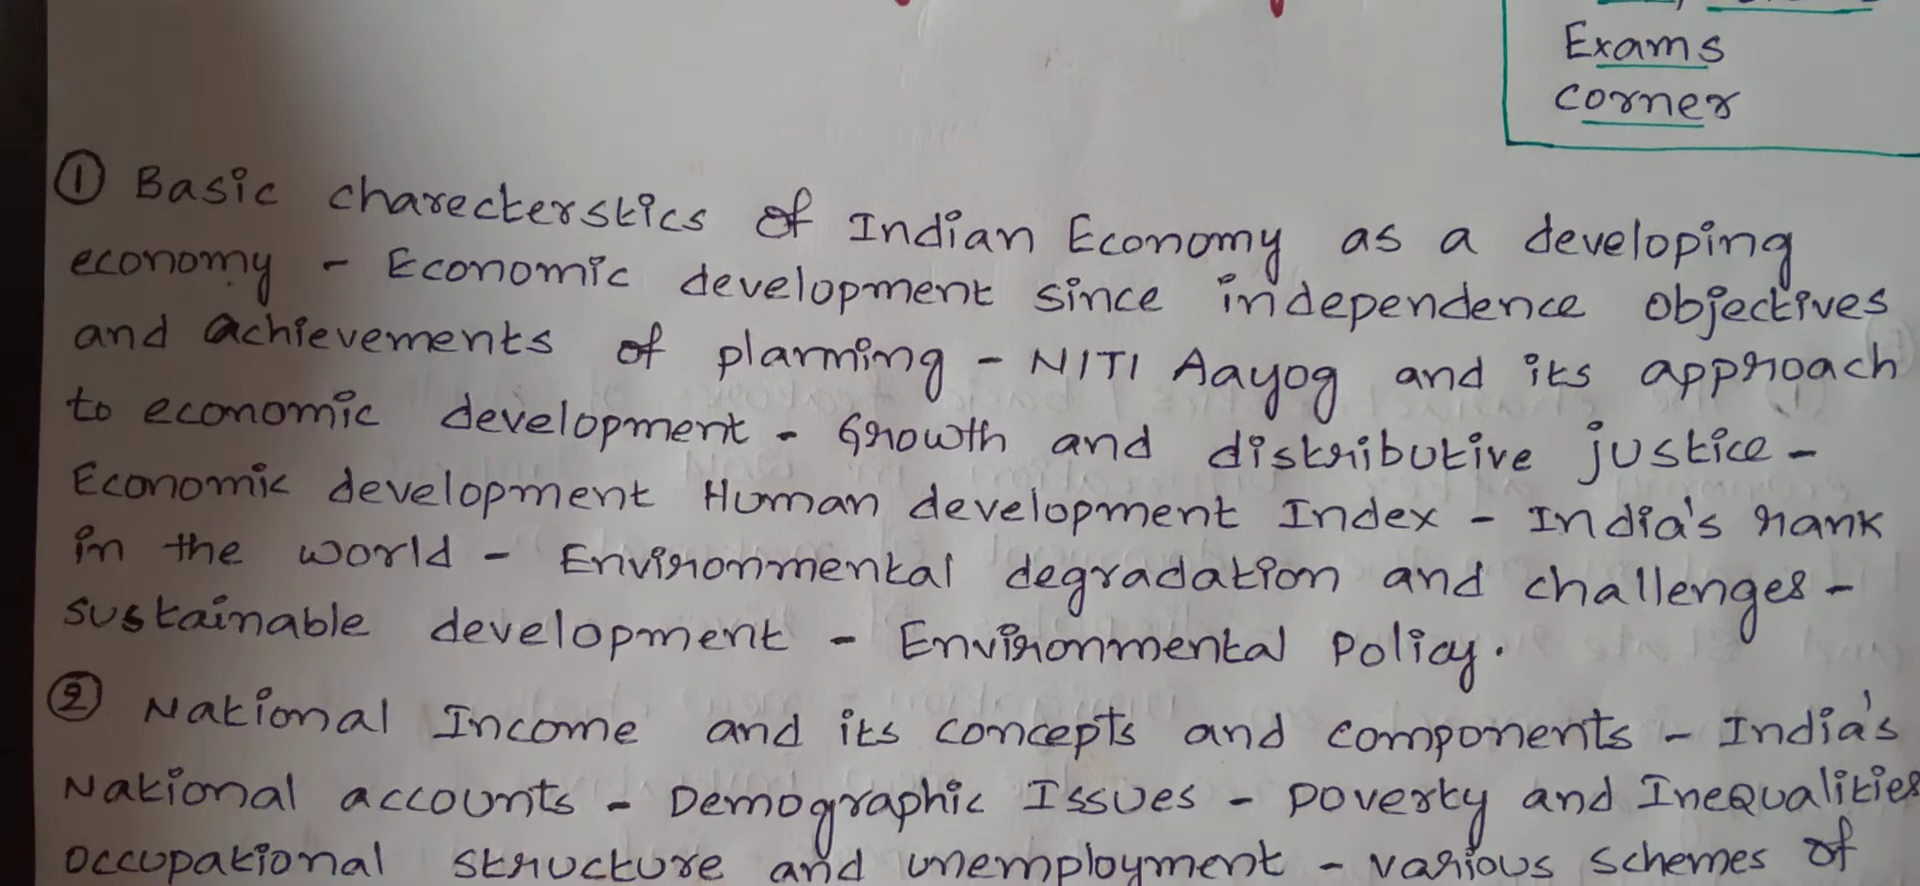 Exams
corner
① Basic charecterstics of Indian Economy as a developing
economy - Economic development since independence objectives
and achievements of planning - NITI Aayog and its approach
to economic development - Growth and distributive justice -
Economic development Human development Index - India's rank
in the world - Environmental degradation and challenges -
sustainable development - Environmental policy.
② National Income and its concepts and components - India's
National accounts - Demographic Issues - poverty and Inequalities
occupational structure and unemployment - various schemes of